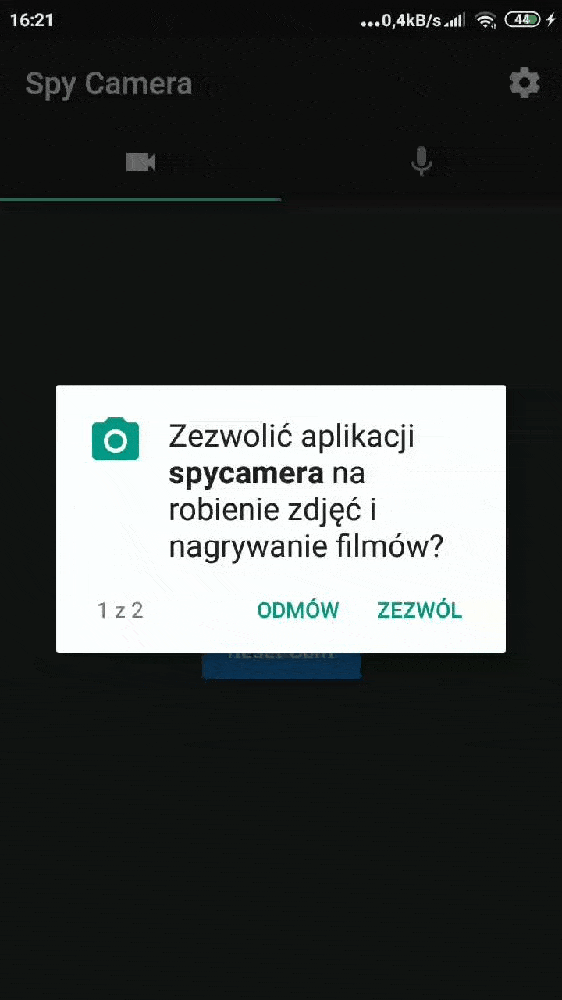 16:21 ...0,4kB/s 44
Spy Camera
Zezwolić aplikacji
spycamera na
robienie zdjęć i
nagrywanie filmów?
1 z 2 ODMÓW ZEZWÓL